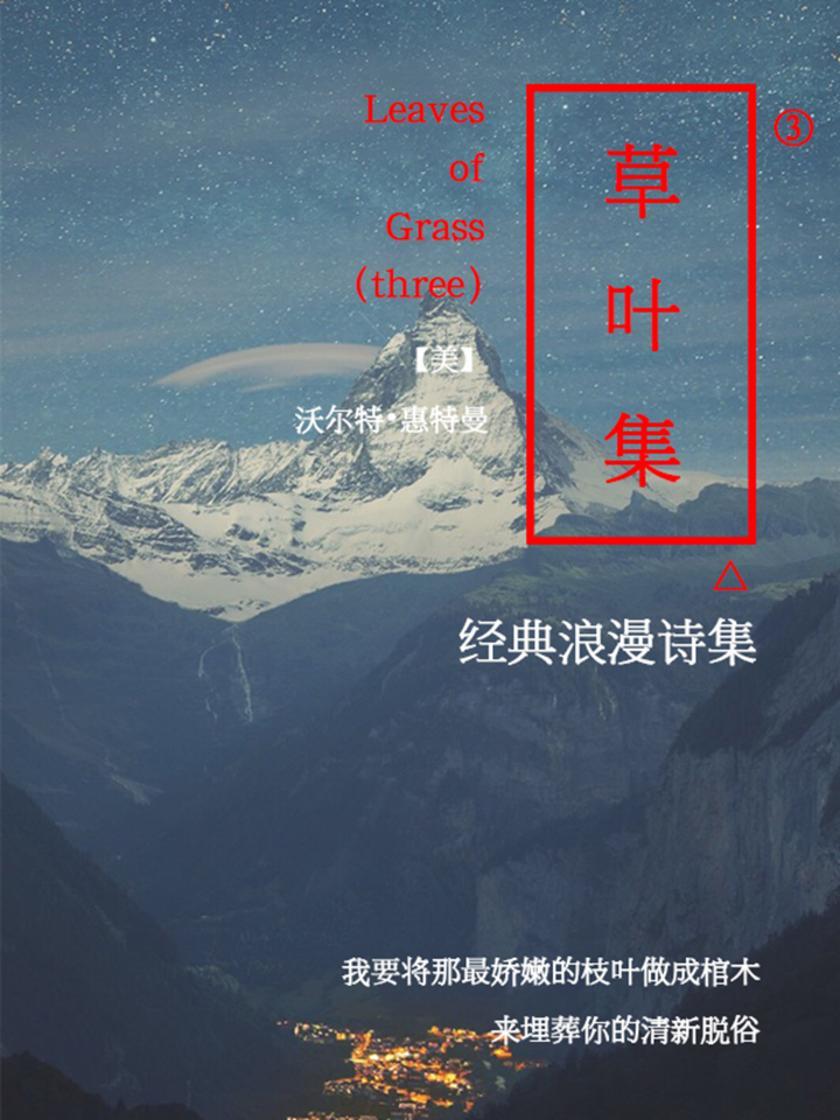 Leaves
of
Grass
(three)
草叶集
③
【美】
沃尔特•惠特曼
△
经典浪漫诗集
我要将那最娇嫩的枝叶做成棺木
来埋葬你的清新脱俗